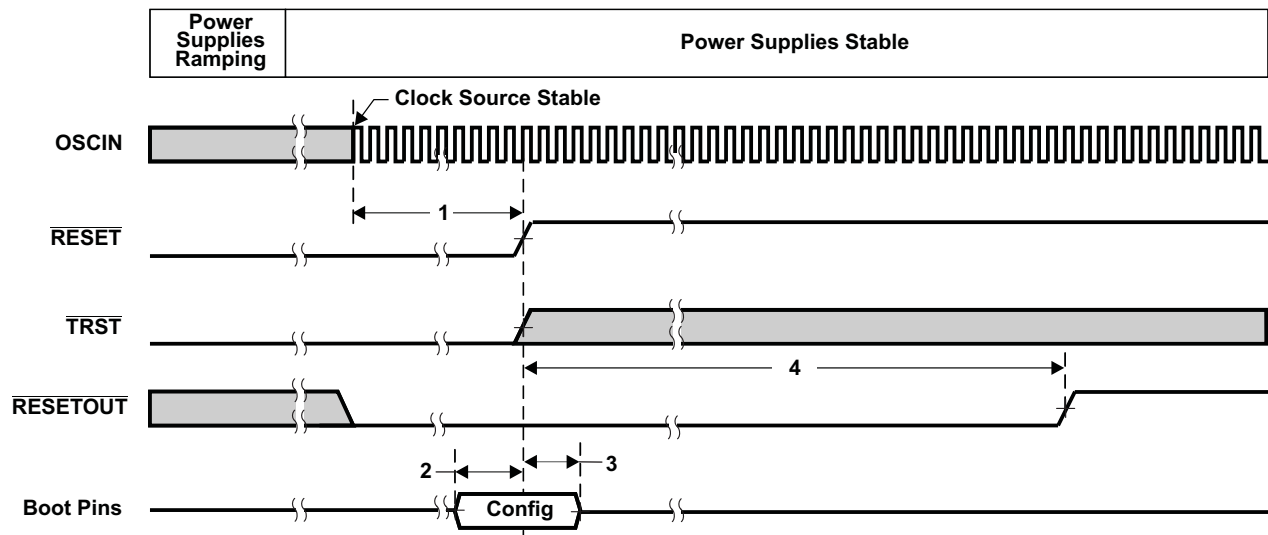 Power
Supplies
Ramping
Power Supplies Stable
Clock Source Stable
OSCIN
1
RESET
TRST
4
RESETOUT
2
3
Boot Pins
Config